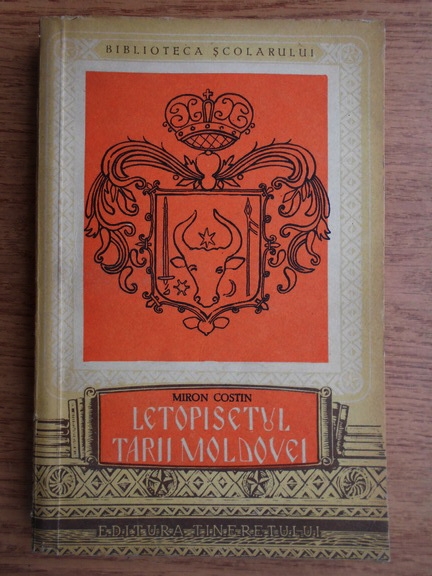 BIBLIOTECA ȘCOLARULUI
MIRON COSTIN
LETOPISEȚUL
ȚĂRII MOLDOVEI
EDITURA TINERETULUI